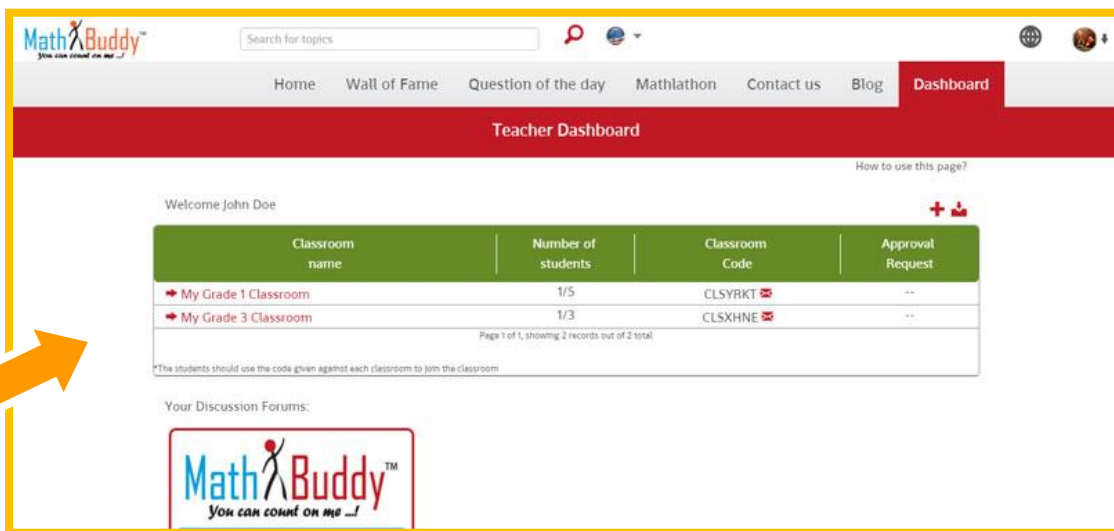 Math Buddy™
You can count on me ...!
Search for topics
Home Wall of Fame Question of the day Mathlathon Contact us Blog Dashboard
Teacher Dashboard
How to use this page?
Welcome John Doe
Classroom name Number of students Classroom Code Approval Request
My Grade 1 Classroom 1/5 CLSYRKT --
My Grade 3 Classroom 1/3 CLSXHNE --
Page 1 of 1, showing 2 records out of 2 total
*The students should use the code given against each classroom to join the classroom
Your Discussion Forums:
Math Buddy™
You can count on me ...!